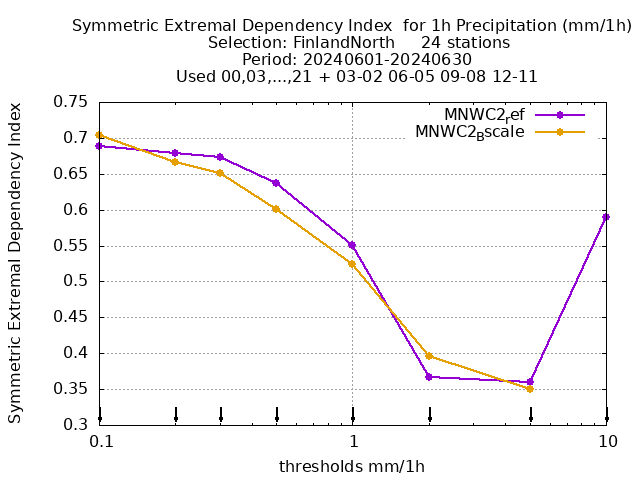 Symmetric Extremal Dependency Index  for 1h Precipitation (mm/1h)
Selection: FinlandNorth     24 stations
Period: 20240601-20240630
Used 00,03,...,21 + 03-02 06-05 09-08 12-11
Symmetric Extremal Dependency Index
0.75
0.7
0.65
0.6
0.55
0.5
0.45
0.4
0.35
0.3
MNWC2ref
MNWC2Bscale
0.1
1
10
thresholds mm/1h